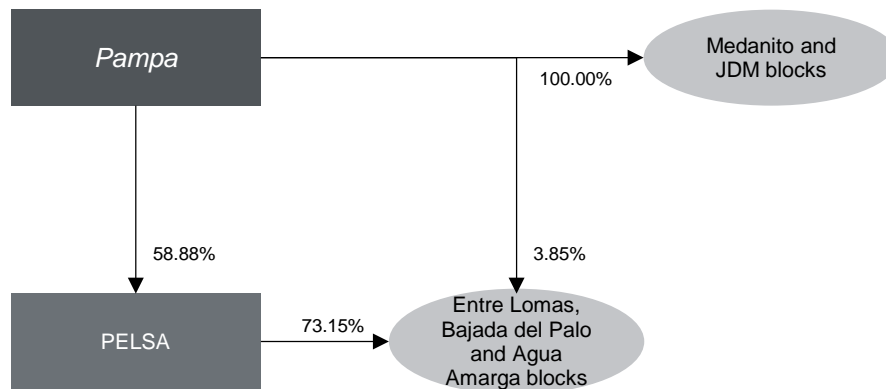 Pampa
Medanito and
JDM blocks
100.00%
58.88%
3.85%
PELSA
73.15%
Entre Lomas,
Bajada del Palo
and Agua
Amarga blocks